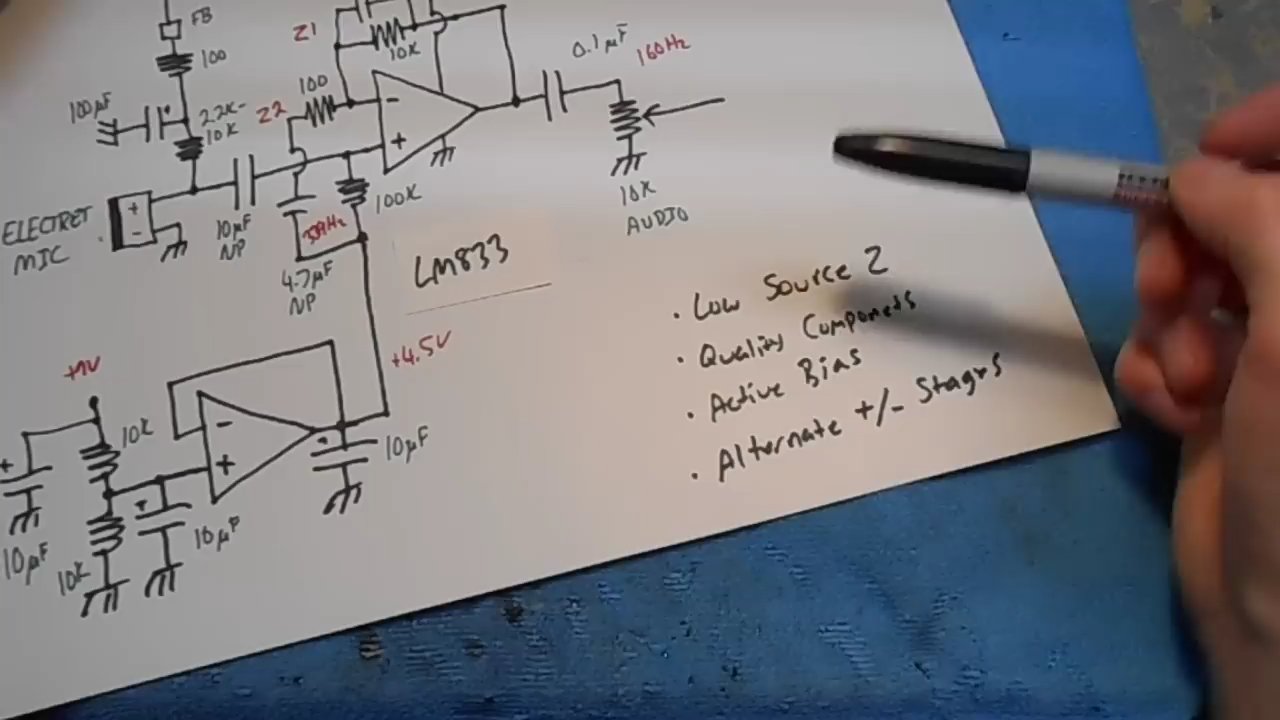 FB
Z1
100
10K
0.1µF
160Hz
100µF
2.2K-
10K
Z2
100
-
+
ELECTRET
MIC
+
-
10µF
NP
339Hz
100K
10K
AUDIO
4.7µF
NP
LM833
+9V
+4.5V
10K
-
+
10µF
10µF
10K
10µF
· Low Source Z
· Quality Componets
· Active Bias
· Alternate +/- Stages